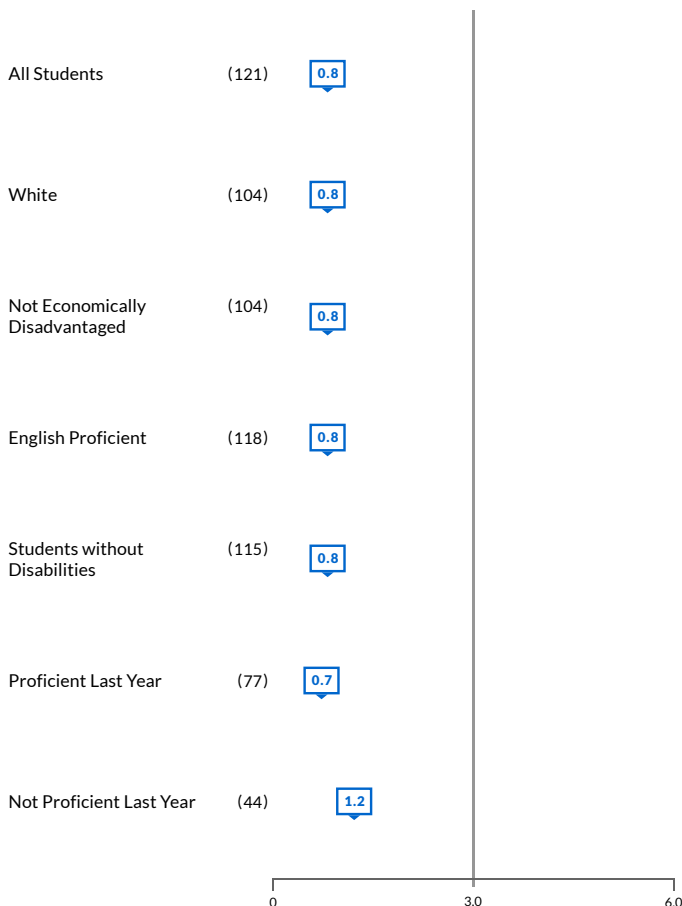 All Students (121) 0.8
White (104) 0.8
Not Economically (104) 0.8
Disadvantaged
English Proficient (118) 0.8
Students without (115) 0.8
Disabilities
Proficient Last Year (77) 0.7
Not Proficient Last Year (44) 1.2
0 3.0 6.0